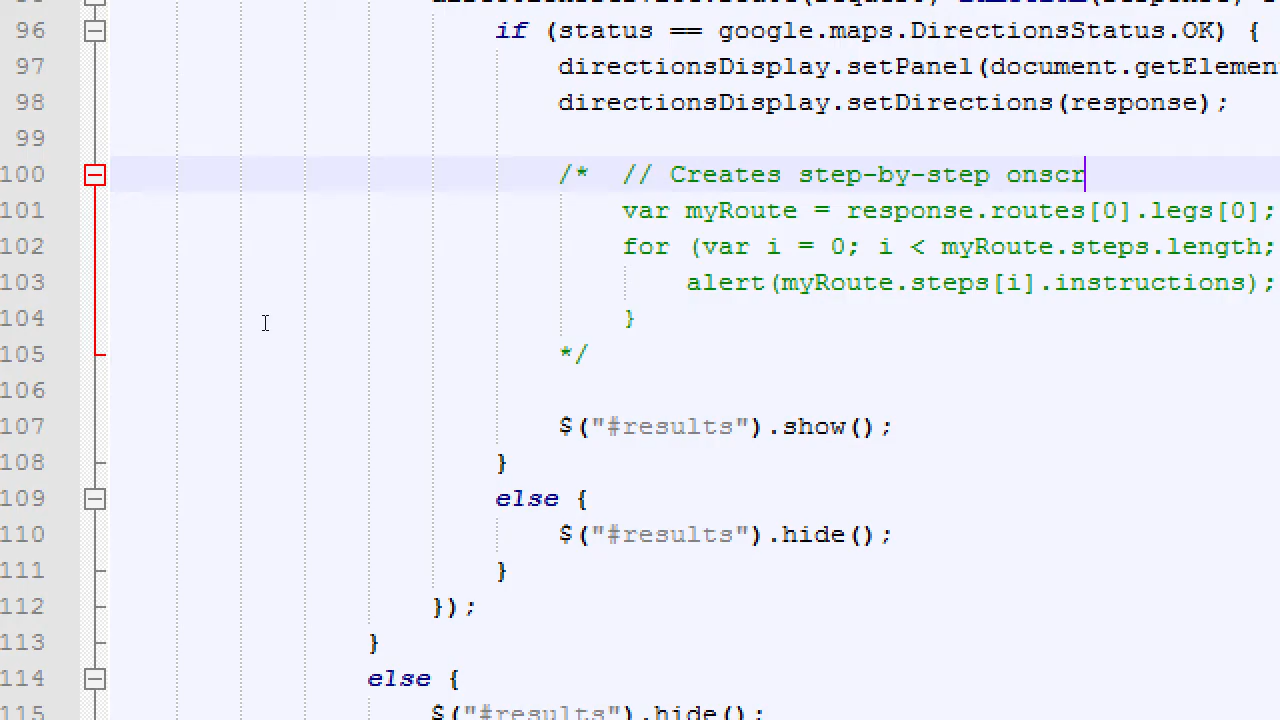 96 if (status == google.maps.DirectionsStatus.OK) {
97 directionsDisplay.setPanel(document.getElemen
98 directionsDisplay.setDirections(response);
99
100 /*  // Creates step-by-step onscr
101 var myRoute = response.routes[0].legs[0];
102 for (var i = 0; i < myRoute.steps.length;
103 alert(myRoute.steps[i].instructions);
104 }
105 */
106
107 $("#results").show();
108 }
109 else {
110 $("#results").hide();
111 }
112 });
113 }
114 else {
115 $("#results").hide();